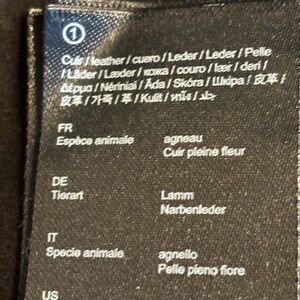 1
Cuir / leather / cuero / Leder / Leder / Pelle
/ Läder / Læder / кожа / couro / lær / deri /
Δέρμα / Nėriniai / Āda / Skóra / Шкіра / 皮革 /
皮革 / 가죽 / 革 / Kulit / หนัง / جلد
FR
Espèce animale agneau
Cuir pleine fleur
DE
Tierart Lamm
Narbenleder
IT
Specie animale agnello
Pelle pieno fiore
US